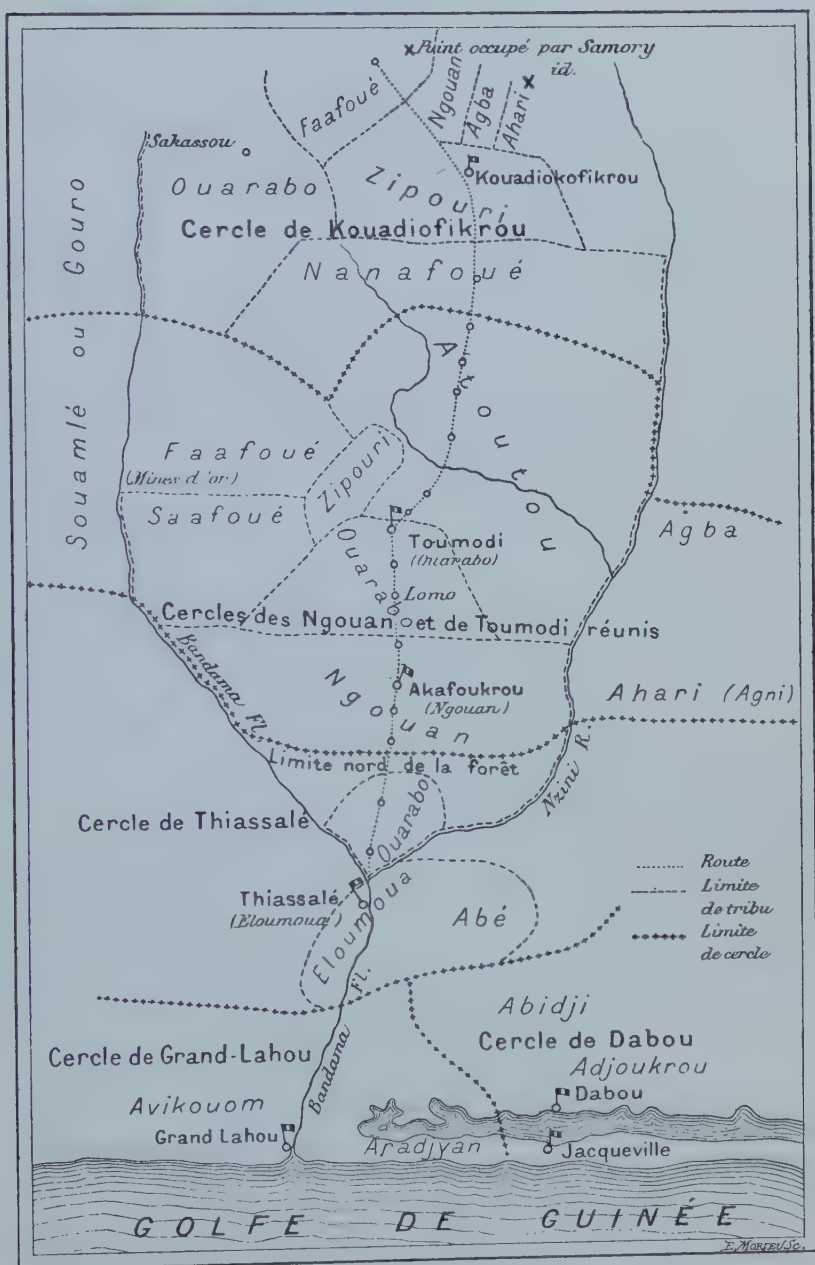 Point occupé par Samory
id.
Faafoué
Ngouan
Agba
Ahari
Sakassou
Ouarabo
Zipouri
Kouadiokofikrou
Cercle de Kouadiofikrou
Nanafoué
Souamlé ou Gouro
Atoutou
Faafoué
(Mines d'or)
Zipouri
Saafoué
Toumodi
(Ouarabo)
Agba
Ouarabo
Lomo
Cercles des Ngouan et de Toumodi réunis
Bandama Fl.
Ngouan
Akafoukrou
(Ngouan)
Ahari (Agni)
Limite nord de la forêt
Nzini R.
Cercle de Thiassalé
Ouarabo
Thiassalé
(Eloumoua)
Eloumoua
Abé
Route
Limite
de tribu
Limite
de cercle
Bandama Fl.
Abidji
Cercle de Grand-Lahou
Cercle de Dabou
Adjoukrou
Avikouom
Dabou
Grand Lahou
Aradjyan
Jacqueville
GOLFE DE GUINÉE